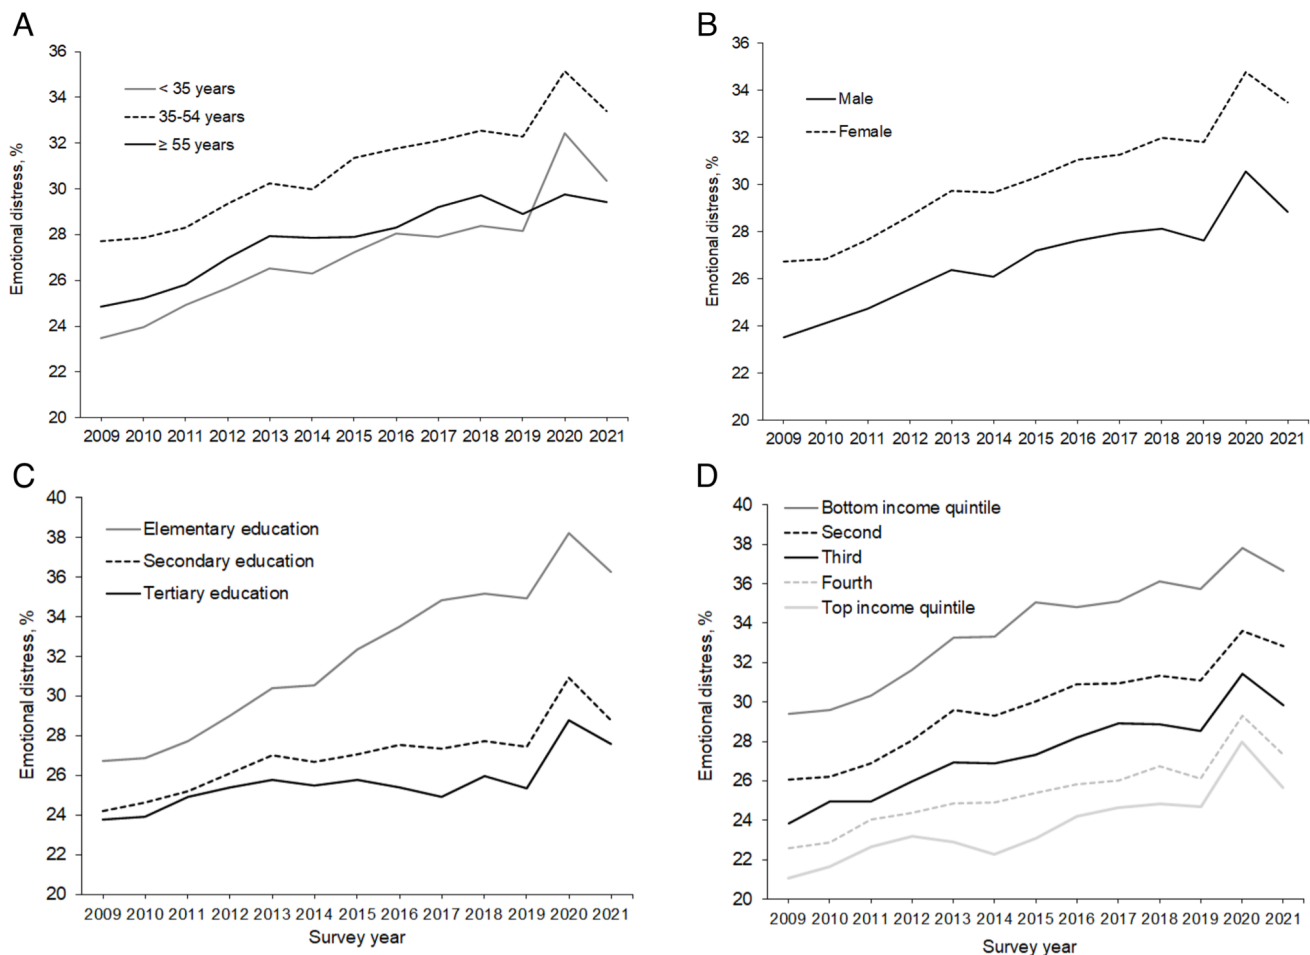 A
36
34
32
30
28
26
24
22
20
Emotional distress, %
< 35 years
35-54 years
≥ 55 years
2009 2010 2011 2012 2013 2014 2015 2016 2017 2018 2019 2020 2021
B
36
34
32
30
28
26
24
22
20
Emotional distress, %
Male
Female
2009 2010 2011 2012 2013 2014 2015 2016 2017 2018 2019 2020 2021
C
40
38
36
34
32
30
28
26
24
22
20
Emotional distress, %
Elementary education
Secondary education
Tertiary education
2009 2010 2011 2012 2013 2014 2015 2016 2017 2018 2019 2020 2021
Survey year
D
40
38
36
34
32
30
28
26
24
22
20
Emotional distress, %
Bottom income quintile
Second
Third
Fourth
Top income quintile
2009 2010 2011 2012 2013 2014 2015 2016 2017 2018 2019 2020 2021
Survey year